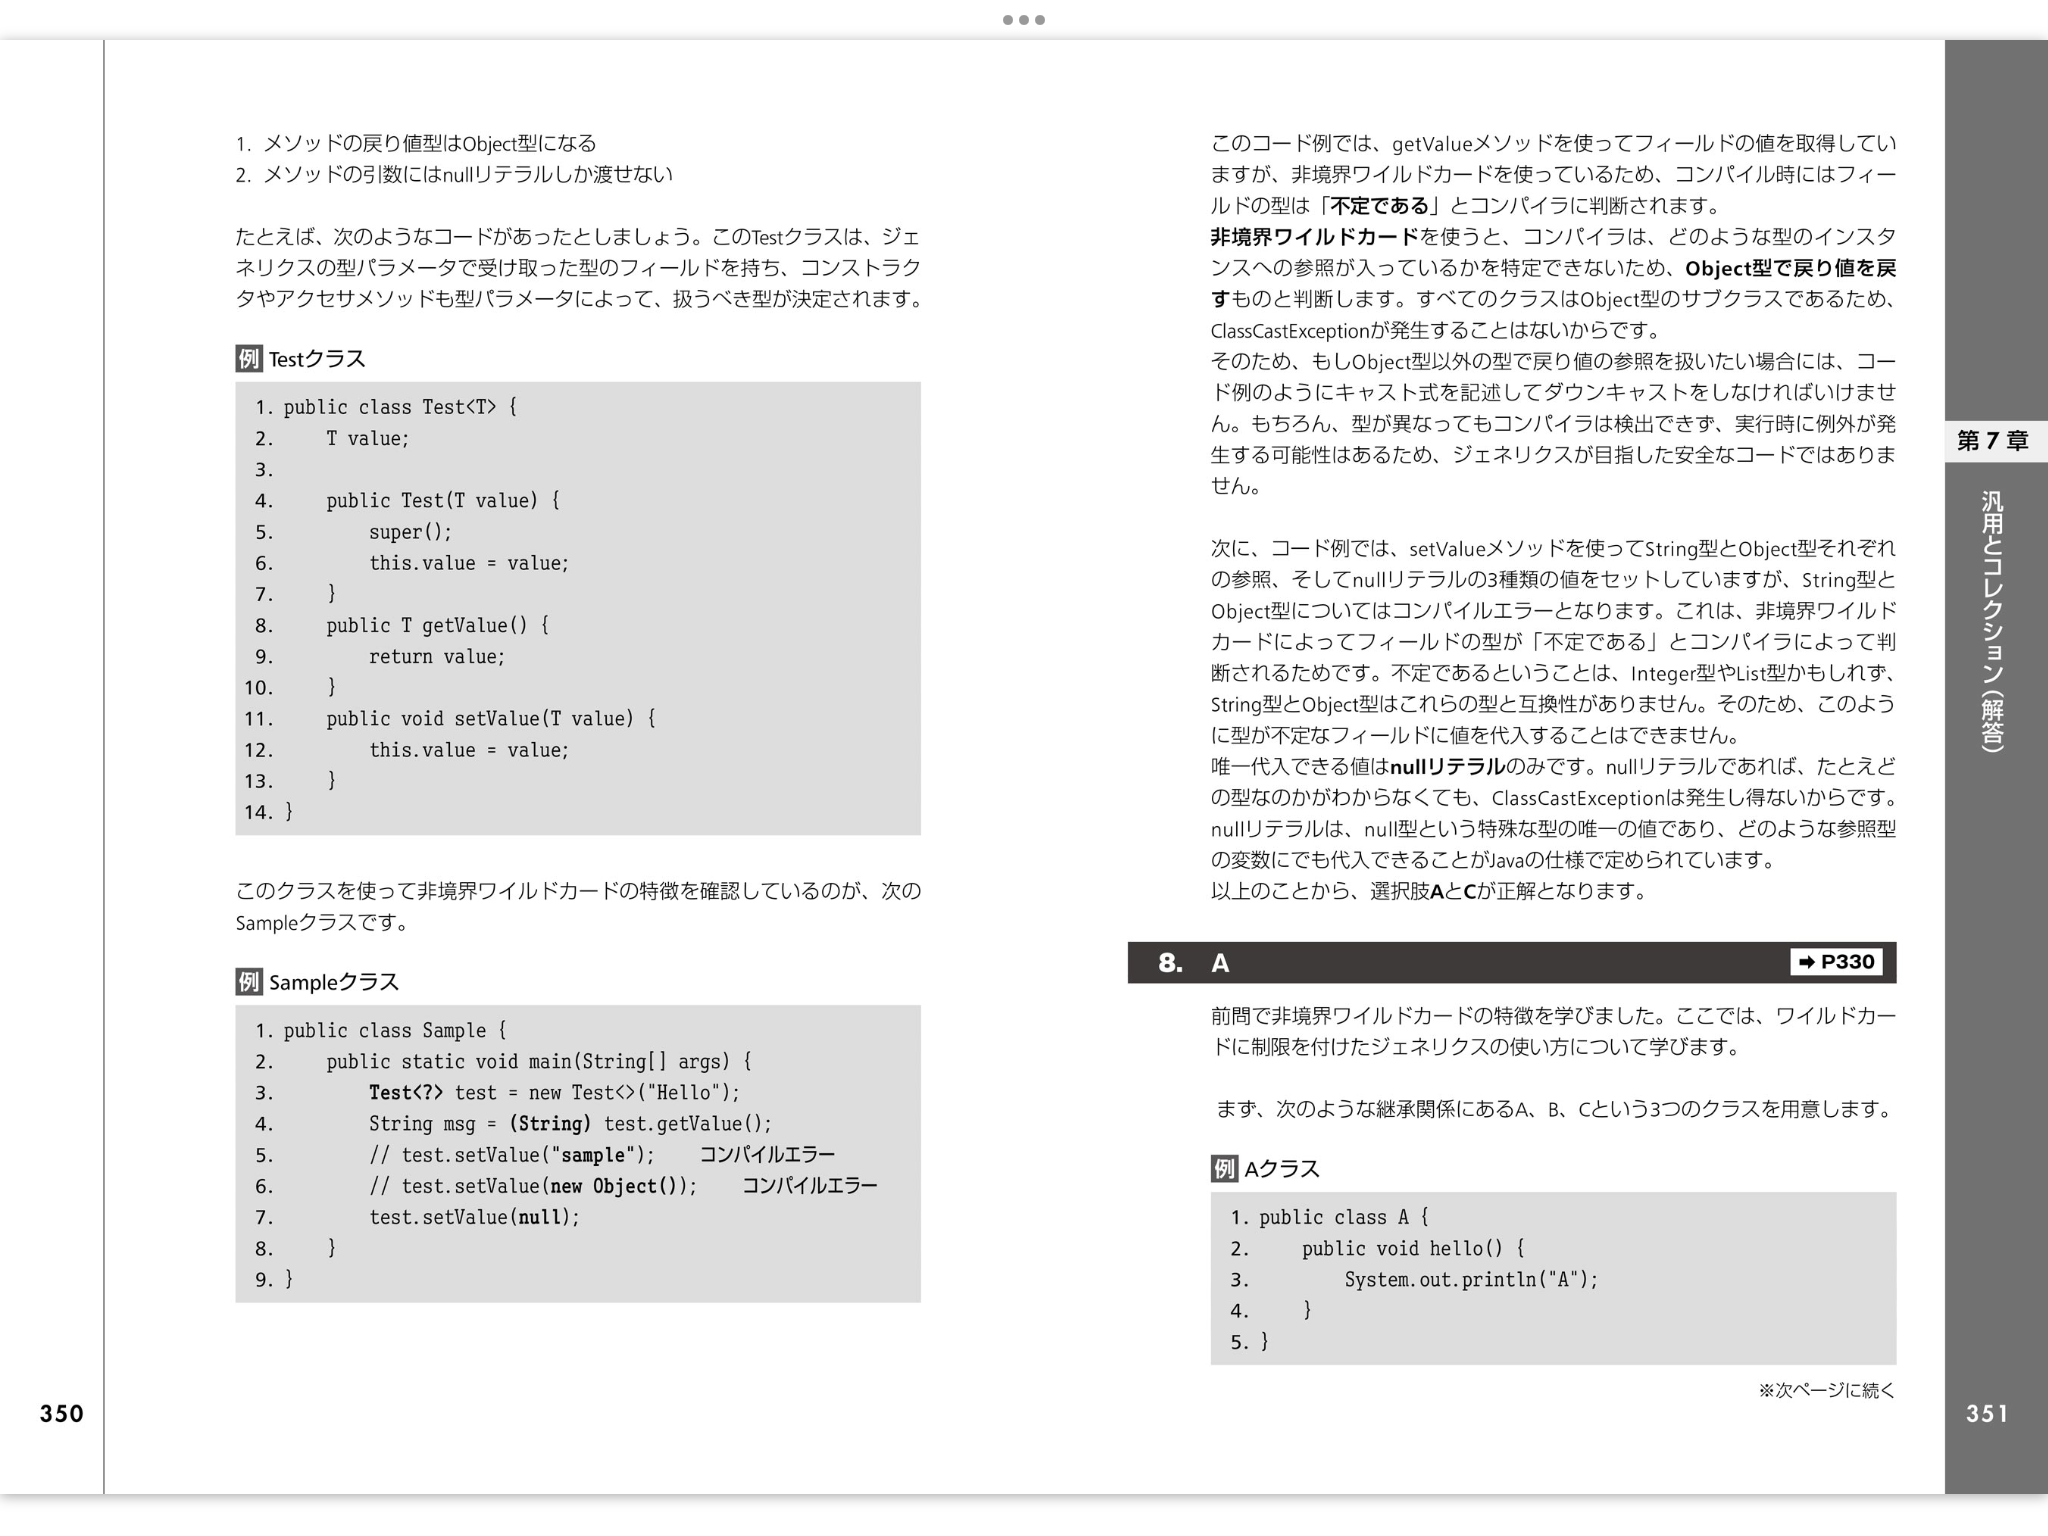 1. メソッドの戻り値型はObject型になる
2. メソッドの引数にはnullリテラルしか渡せない
たとえば、次のようなコードがあったとしましょう。このTestクラスは、ジェ
ネリクスの型パラメータで受け取った型のフィールドを持ち、コンストラク
タやアクセサメソッドも型パラメータによって、扱うべき型が決定されます。
例 Testクラス
1. public class Test<T> {
2.     T value;
3.
4.     public Test(T value) {
5.         super();
6.         this.value = value;
7.     }
8.     public T getValue() {
9.         return value;
10.     }
11.     public void setValue(T value) {
12.         this.value = value;
13.     }
14. }
このクラスを使って非境界ワイルドカードの特徴を確認しているのが、次の
Sampleクラスです。
例 Sampleクラス
1. public class Sample {
2.     public static void main(String[] args) {
3.         Test<?> test = new Test<>("Hello");
4.         String msg = (String) test.getValue();
5.         // test.setValue("sample");    コンパイルエラー
6.         // test.setValue(new Object());    コンパイルエラー
7.         test.setValue(null);
8.     }
9. }
350
このコード例では、getValueメソッドを使ってフィールドの値を取得してい
ますが、非境界ワイルドカードを使っているため、コンパイル時にはフィー
ルドの型は「不定である」とコンパイラに判断されます。
非境界ワイルドカードを使うと、コンパイラは、どのような型のインスタ
ンスへの参照が入っているかを特定できないため、Object型で戻り値を戻
すものと判断します。すべてのクラスはObject型のサブクラスであるため、
ClassCastExceptionが発生することはないからです。
そのため、もしObject型以外の型で戻り値の参照を扱いたい場合には、コー
ド例のようにキャスト式を記述してダウンキャストをしなければいけませ
ん。もちろん、型が異なってもコンパイラは検出できず、実行時に例外が発
生する可能性はあるため、ジェネリクスが目指した安全なコードではありま
せん。
次に、コード例では、setValueメソッドを使ってString型とObject型それぞれ
の参照、そしてnullリテラルの3種類の値をセットしていますが、String型と
Object型についてはコンパイルエラーとなります。これは、非境界ワイルド
カードによってフィールドの型が「不定である」とコンパイラによって判
断されるためです。不定であるということは、Integer型やList型かもしれず、
String型とObject型はこれらの型と互換性がありません。そのため、このよう
に型が不定なフィールドに値を代入することはできません。
唯一代入できる値はnullリテラルのみです。nullリテラルであれば、たとえど
の型なのかがわからなくても、ClassCastExceptionは発生し得ないからです。
nullリテラルは、null型という特殊な型の唯一の値であり、どのような参照型
の変数にでも代入できることがJavaの仕様で定められています。
以上のことから、選択肢AとCが正解となります。
8. A ➡ P330
前問で非境界ワイルドカードの特徴を学びました。ここでは、ワイルドカー
ドに制限を付けたジェネリクスの使い方について学びます。
まず、次のような継承関係にあるA、B、Cという3つのクラスを用意します。
例 Aクラス
1. public class A {
2.     public void hello() {
3.         System.out.println("A");
4.     }
5. }
※次ページに続く
第7章
汎用とコレクション（解答）
351